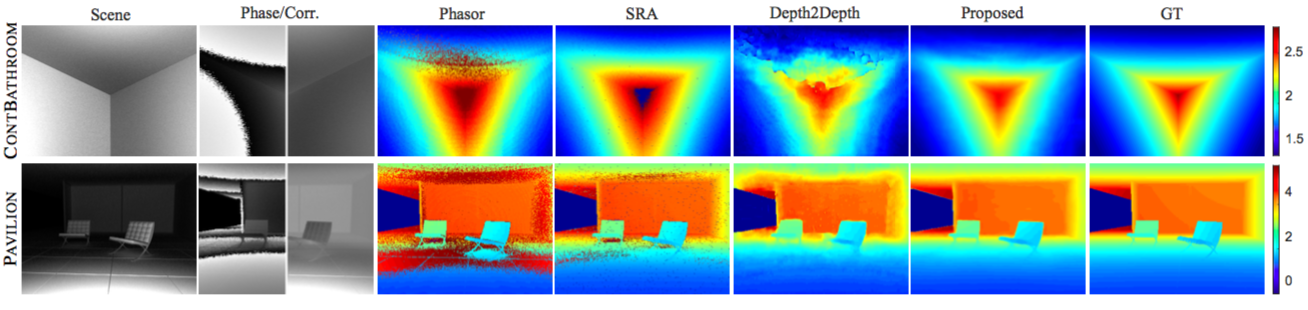 Scene Phase/Corr. Phasor SRA Depth2Depth Proposed GT
CONTBATHROOM
2.5
2
1.5
PAVILION
4
2
0